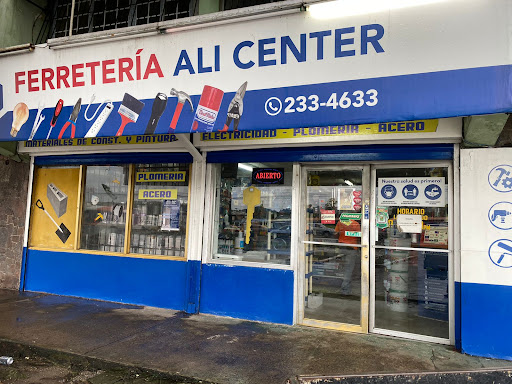 FERRETERÍA ALI CENTER
233-4633
MATERIALES DE CONST. Y PINTURA
ELECTRICIDAD - PLOMERIA - ACERO
PLOMERIA
ACERO
ABIERTO
Nuestra salud es primero
HORARIO